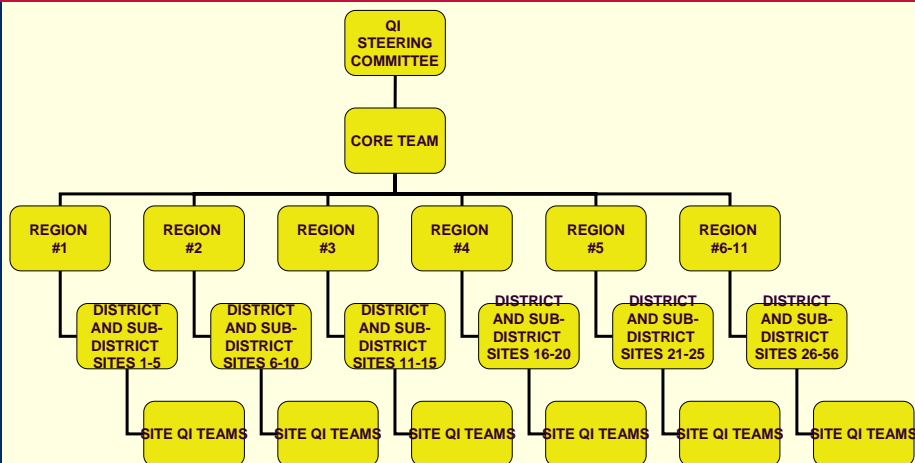 QI
STEERING
COMMITTEE
CORE TEAM
REGION
#1
REGION
#2
REGION
#3
REGION
#4
REGION
#5
REGION
#6-11
DISTRICT
AND SUB-
DISTRICT
SITES 1-5
DISTRICT
AND SUB-
DISTRICT
SITES 6-10
DISTRICT
AND SUB-
DISTRICT
SITES 11-15
DISTRICT
AND SUB-
DISTRICT
SITES 16-20
DISTRICT
AND SUB-
DISTRICT
SITES 21-25
DISTRICT
AND SUB-
DISTRICT
SITES 26-56
SITE QI TEAMS
SITE QI TEAMS
SITE QI TEAMS
SITE QI TEAMS
SITE QI TEAMS
SITE QI TEAMS